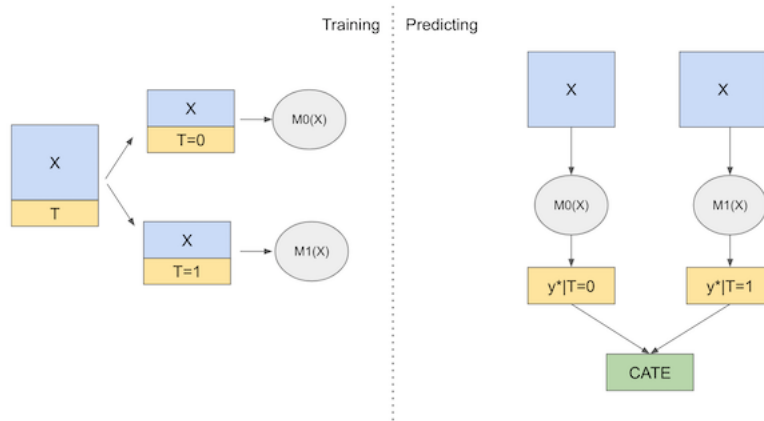 Training
Predicting
X
T
X
T=0
M0(X)
X
T=1
M1(X)
X
X
M0(X)
M1(X)
y*|T=0
y*|T=1
CATE